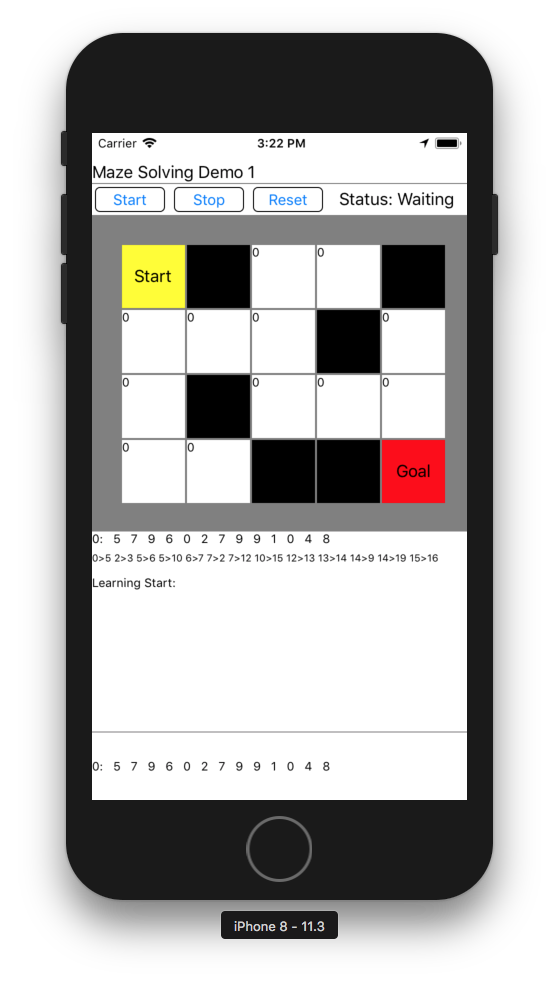 Carrier 3:22 PM
Maze Solving Demo 1
Start Stop Reset Status: Waiting
Start 0 0
0 0 0 0
0 0 0 0
0 0 Goal
0: 5 7 9 6 0 2 7 9 9 1 0 4 8
0>5 2>3 5>6 5>10 6>7 7>2 7>12 10>15 12>13 13>14 14>9 14>19 15>16
Learning Start:
0: 5 7 9 6 0 2 7 9 9 1 0 4 8
iPhone 8 - 11.3